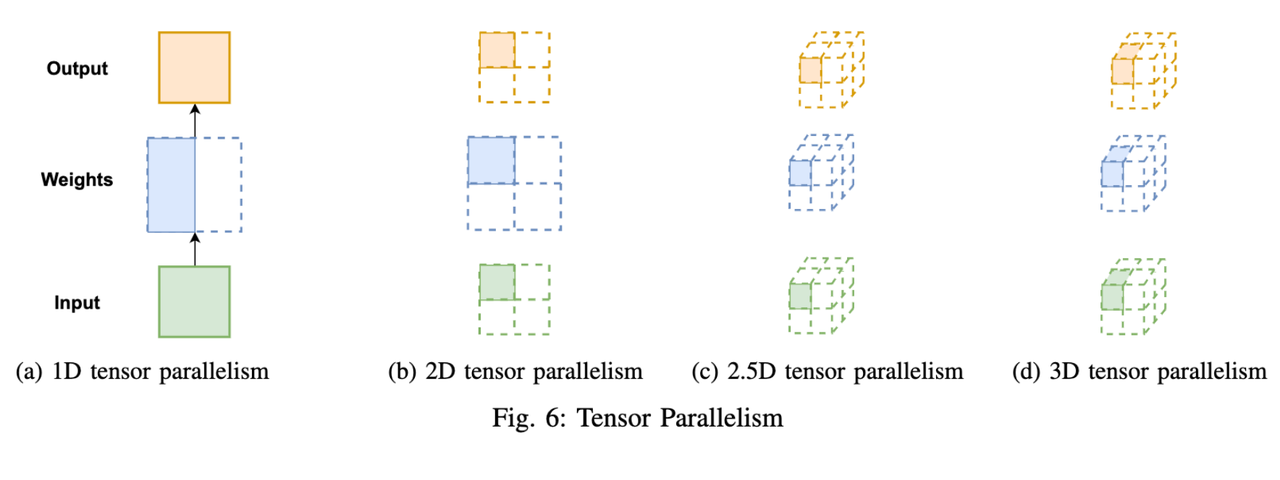 Output
Weights
Input
(a) 1D tensor parallelism
(b) 2D tensor parallelism
(c) 2.5D tensor parallelism
(d) 3D tensor parallelism
Fig. 6: Tensor Parallelism